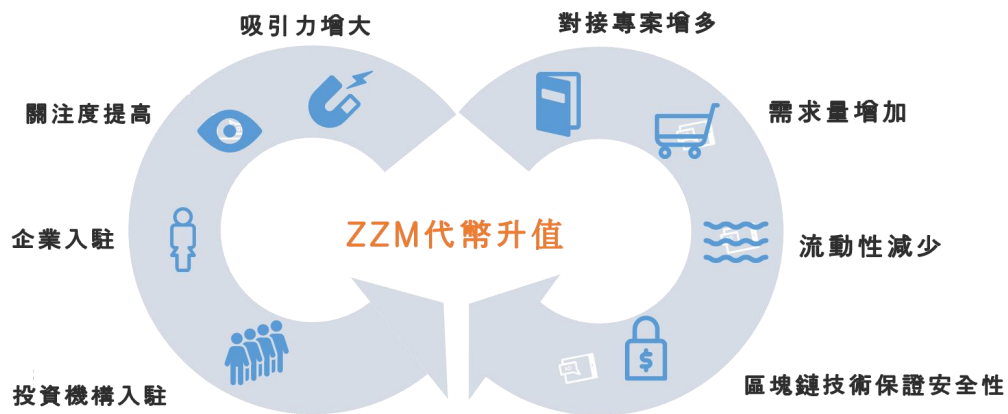 吸引力增大
對接專案增多
關注度提高
需求量增加
企業入駐
ZZM代幣升值
流動性減少
$
投資機構入駐
區塊鏈技術保證安全性